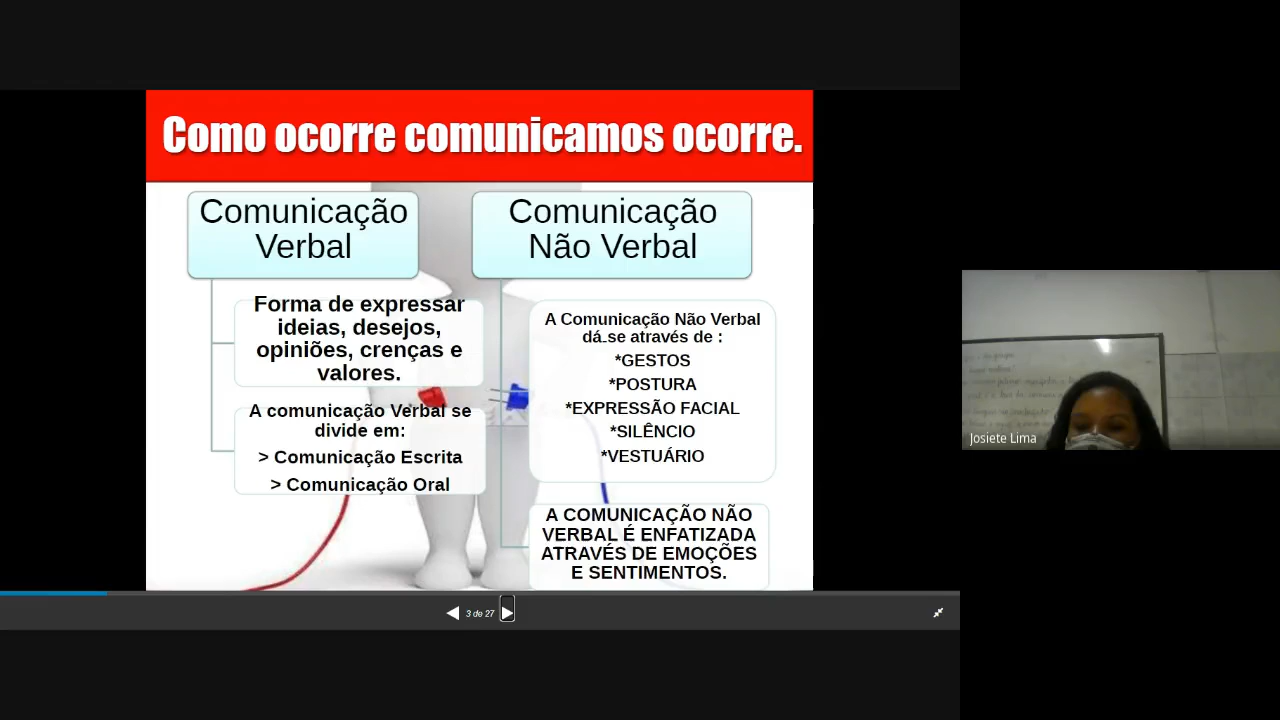 Como ocorre comunicamos ocorre.
Comunicação
Verbal
Forma de expressar
ideias, desejos,
opiniões, crenças e
valores.
A comunicação Verbal se
divide em:
> Comunicação Escrita
> Comunicação Oral
Comunicação
Não Verbal
A Comunicação Não Verbal
dá-se através de :
*GESTOS
*POSTURA
*EXPRESSÃO FACIAL
*SILÊNCIO
*VESTUÁRIO
A COMUNICAÇÃO NÃO
VERBAL É ENFATIZADA
ATRAVÉS DE EMOÇÕES
E SENTIMENTOS.
3 de 27
Josiete Lima